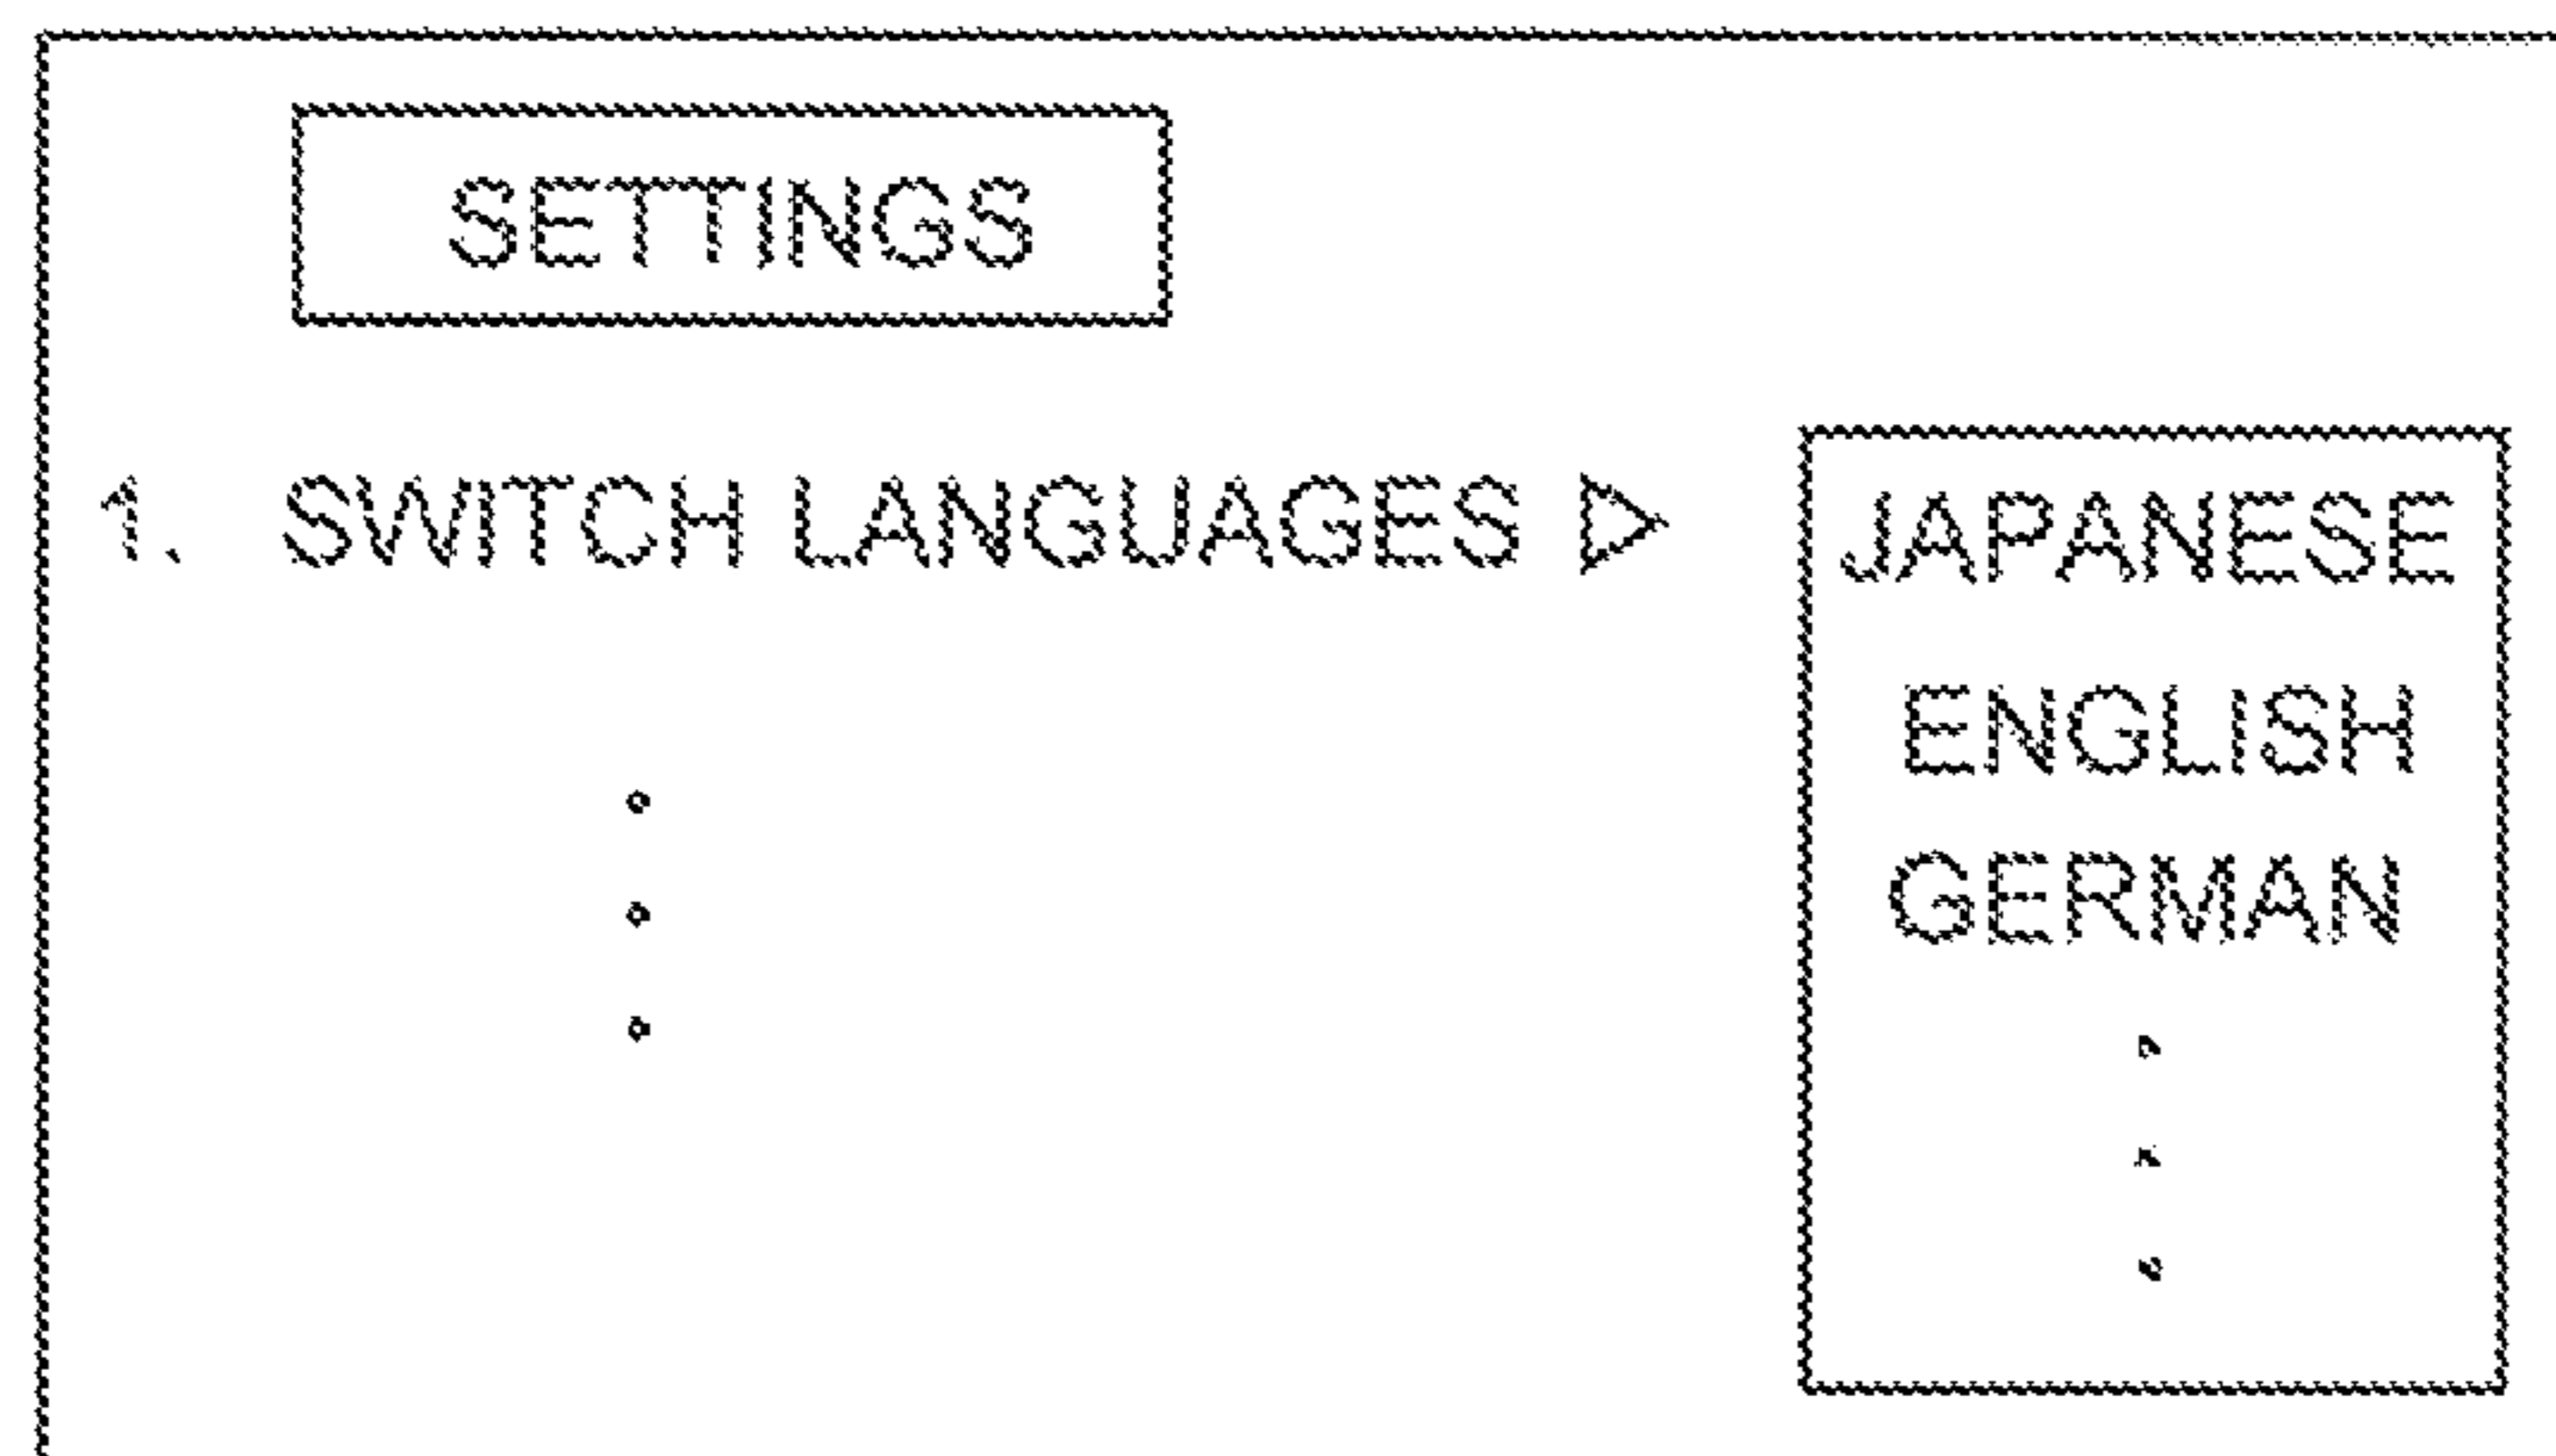 SETTINGS
1. SWITCH LANGUAGES ▷
JAPANESE
ENGLISH
GERMAN